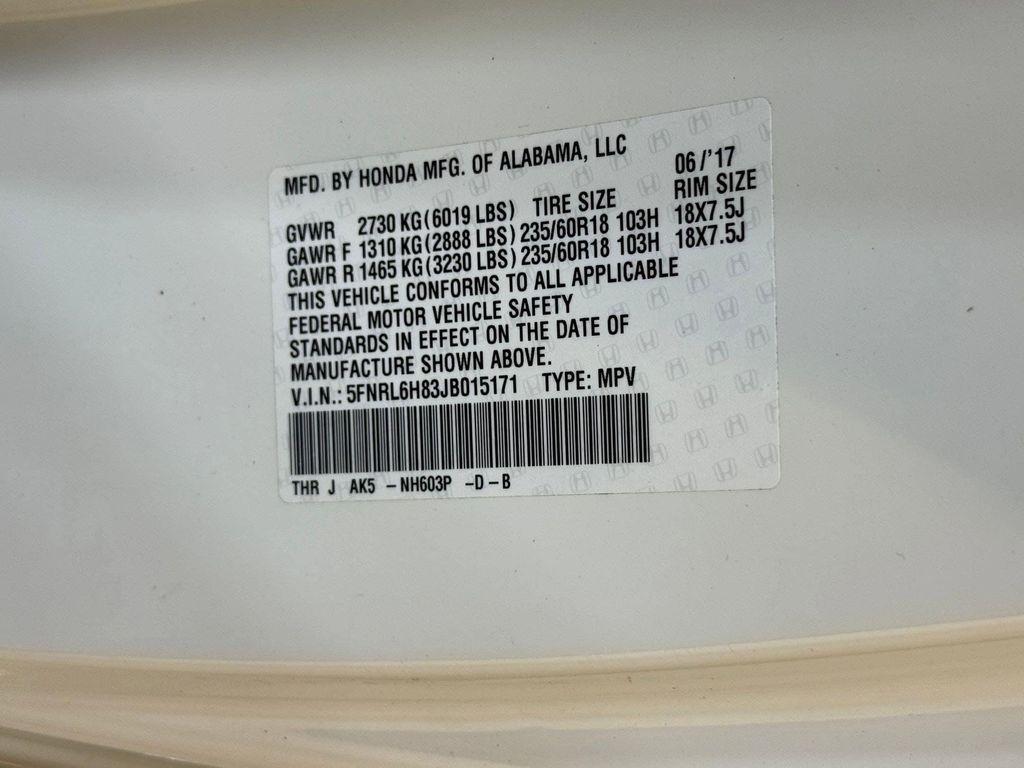 MFD. BY HONDA MFG. OF ALABAMA, LLC 06/'17
GVWR 2730 KG(6019 LBS) TIRE SIZE RIM SIZE
GAWR F 1310 KG(2888 LBS) 235/60R18 103H 18X7.5J
GAWR R 1465 KG(3230 LBS) 235/60R18 103H 18X7.5J
THIS VEHICLE CONFORMS TO ALL APPLICABLE
FEDERAL MOTOR VEHICLE SAFETY
STANDARDS IN EFFECT ON THE DATE OF
MANUFACTURE SHOWN ABOVE.
V.I.N.: 5FNRL6H83JB015171 TYPE: MPV
THR J AK5 -NH603P -D-B